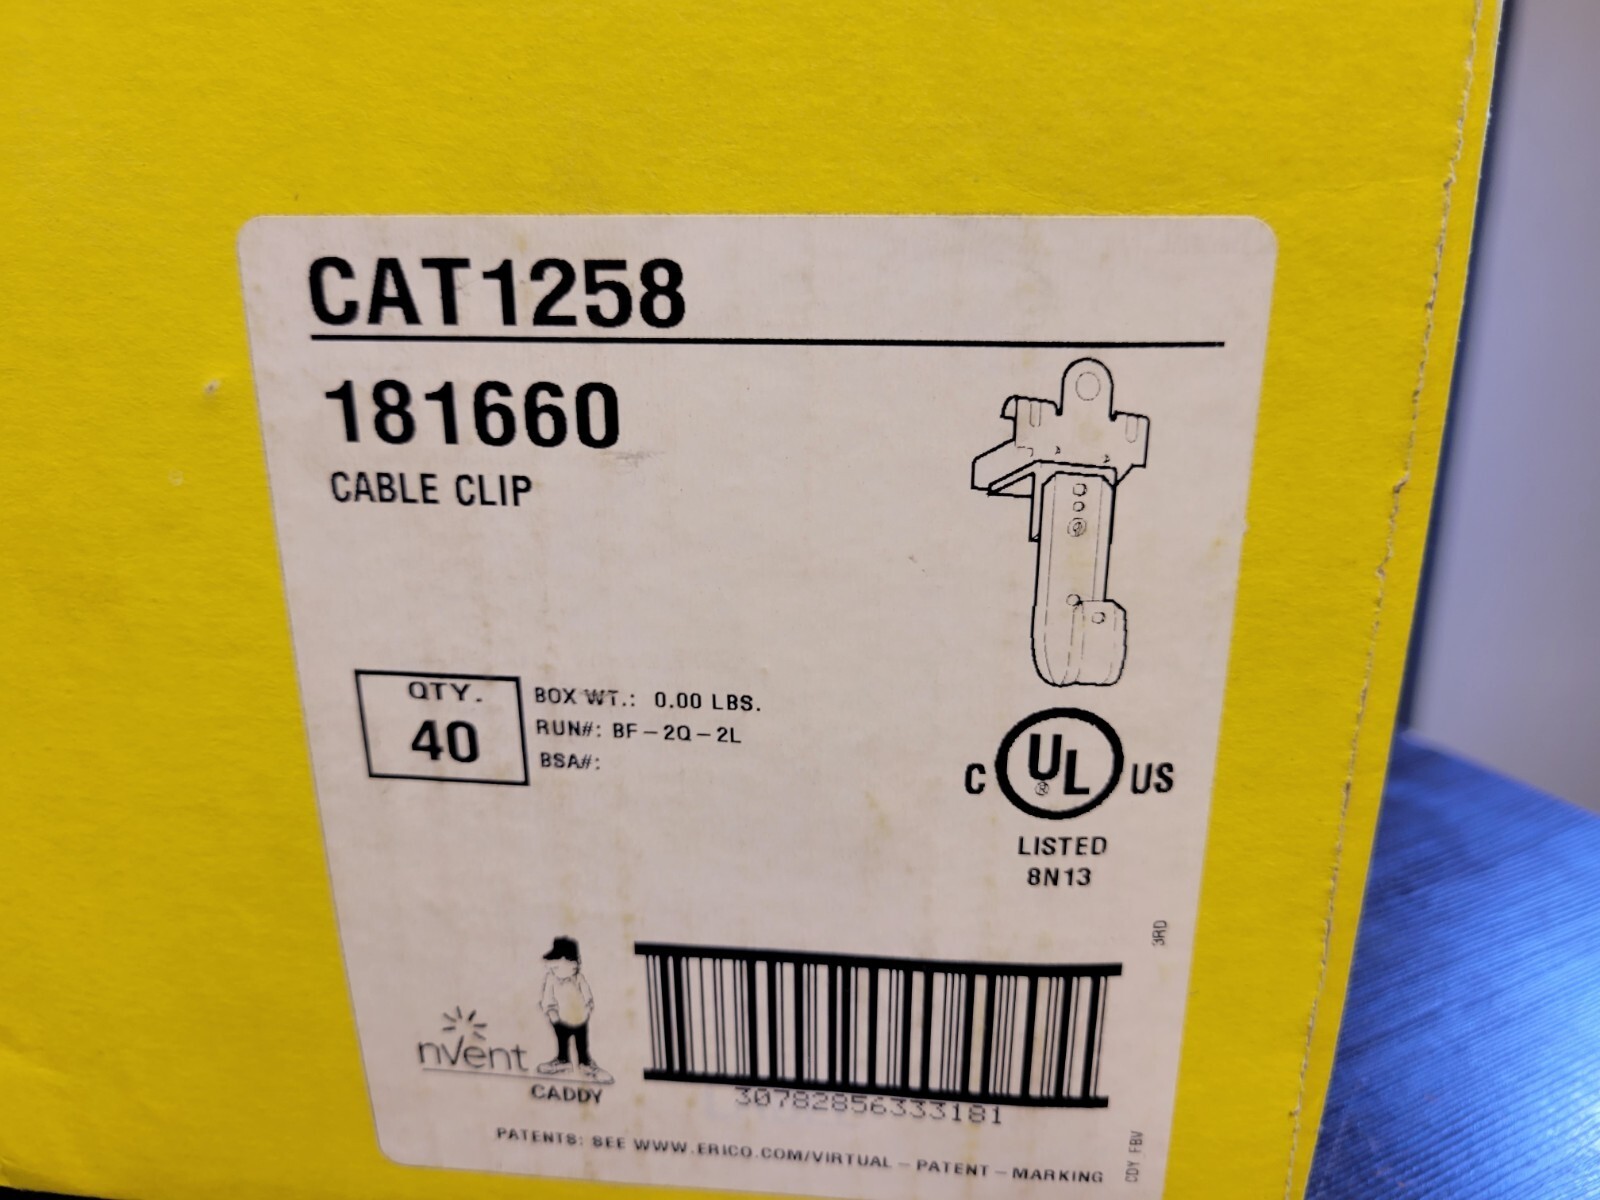 CAT1258
181660
CABLE CLIP
QTY.
40
BOX WT.: 0.00 LBS.
RUN#: BF-2Q-2L
BSA#:
C UL® US
LISTED
8N13
3RD
nVent
CADDY
30782856333181
PATENTS: SEE WWW.ERICO.COM/VIRTUAL-PATENT-MARKING
CDY FBV